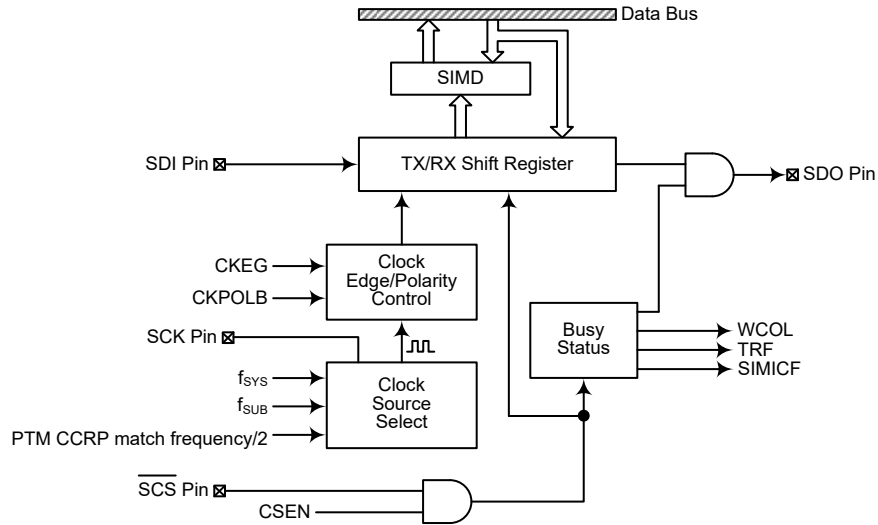 Data Bus
SIMD
SDI Pin
TX/RX Shift Register
SDO Pin
CKEG
CKPOLB
Clock
Edge/Polarity
Control
SCK Pin
Busy
Status
WCOL
TRF
SIMICF
fSYS
fSUB
PTM CCRP match frequency/2
Clock
Source
Select
SCS Pin
CSEN